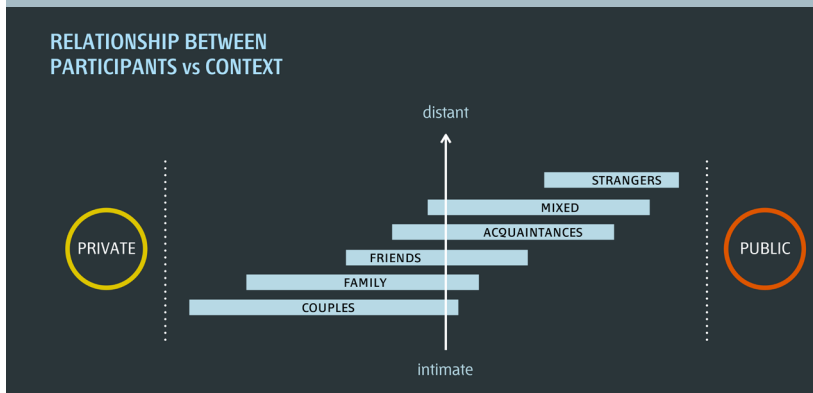 RELATIONSHIP BETWEEN
PARTICIPANTS vs CONTEXT
distant
STRANGERS
MIXED
ACQUAINTANCES
PRIVATE
PUBLIC
FRIENDS
FAMILY
COUPLES
intimate